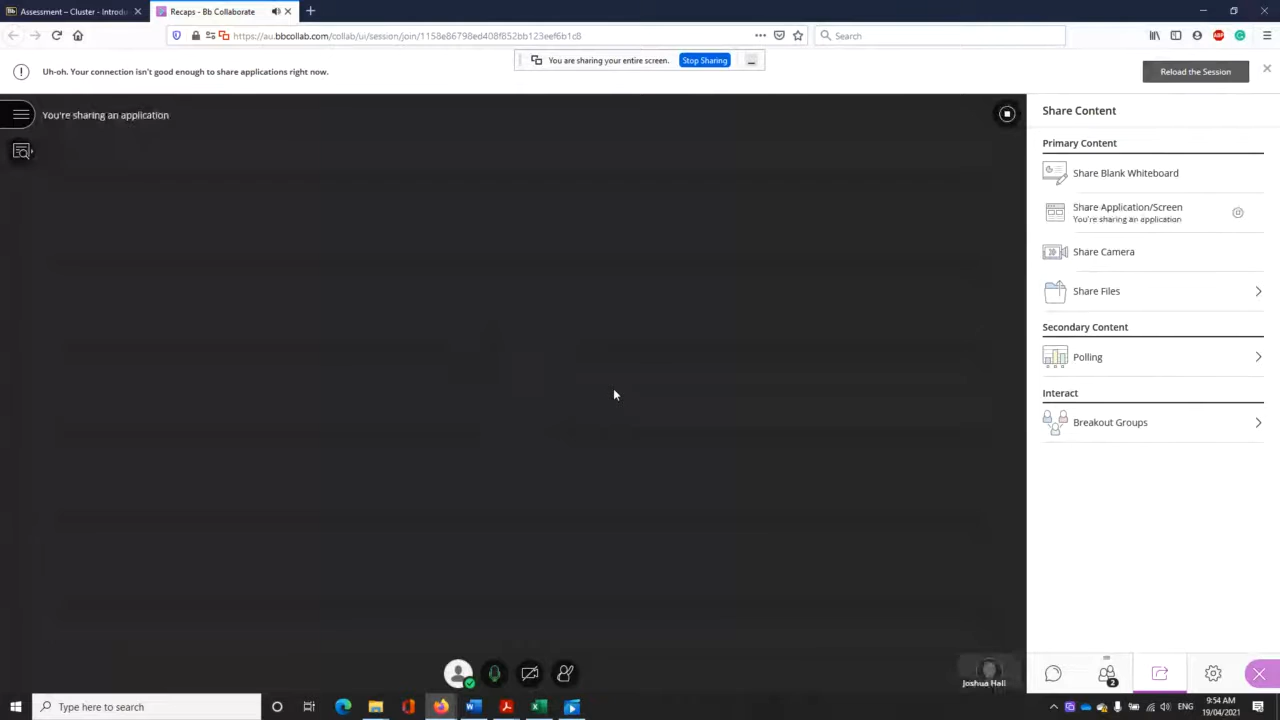 Assessment – Cluster - Introdu
Recaps - Bb Collaborate
https://au.bbcollab.com/collab/ui/session/join/1158e86798ed408f852bb123eef6b1c8
Search
You are sharing your entire screen.
Stop Sharing
Uh-oh. Your connection isn't good enough to share applications right now.
Reload the Session
You're sharing an application
Share Content
Primary Content
Share Blank Whiteboard
Share Application/Screen
You're sharing an application
Share Camera
Share Files
Secondary Content
Polling
Interact
Breakout Groups
Joshua Hall
2
Type here to search
ENG
9:54 AM
19/04/2021